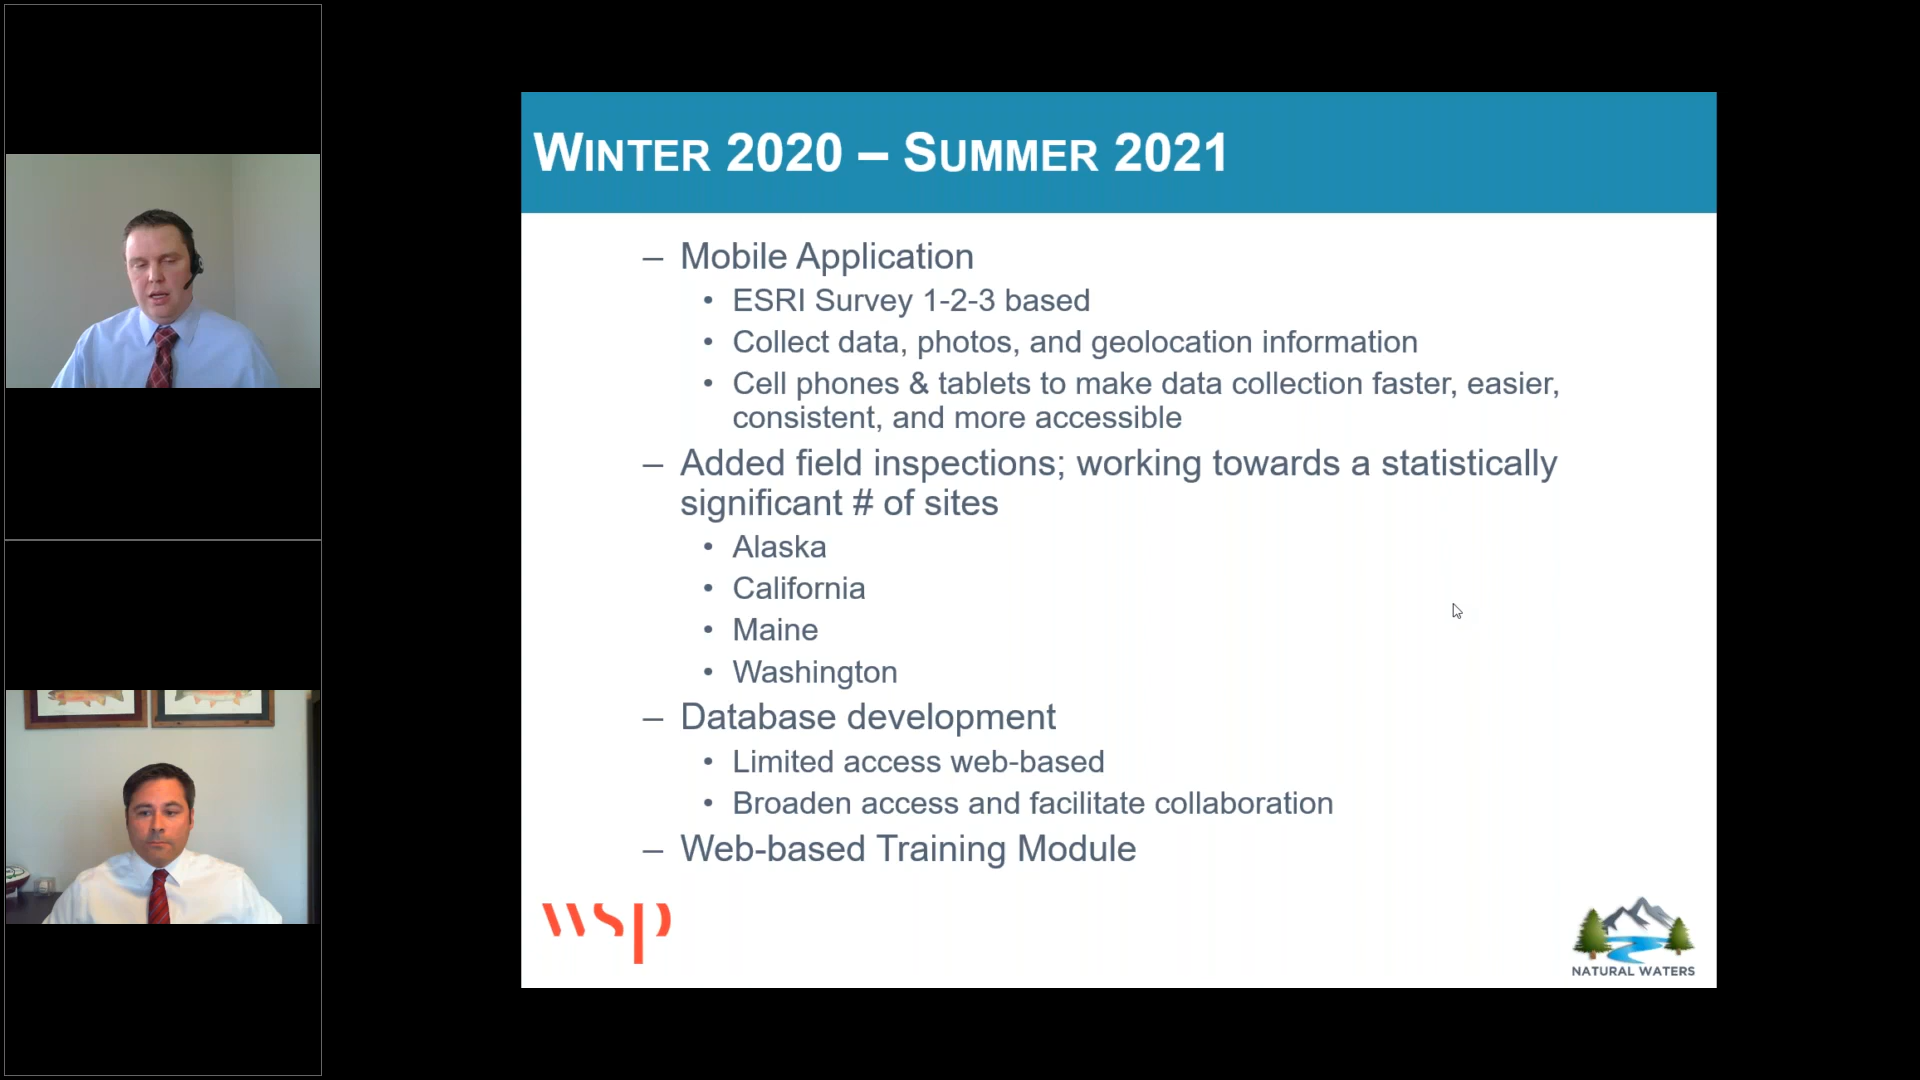 WINTER 2020 – SUMMER 2021
– Mobile Application
• ESRI Survey 1-2-3 based
• Collect data, photos, and geolocation information
• Cell phones & tablets to make data collection faster, easier,
consistent, and more accessible
– Added field inspections; working towards a statistically
significant # of sites
• Alaska
• California
• Maine
• Washington
– Database development
• Limited access web-based
• Broaden access and facilitate collaboration
– Web-based Training Module
wsp
NATURAL WATERS